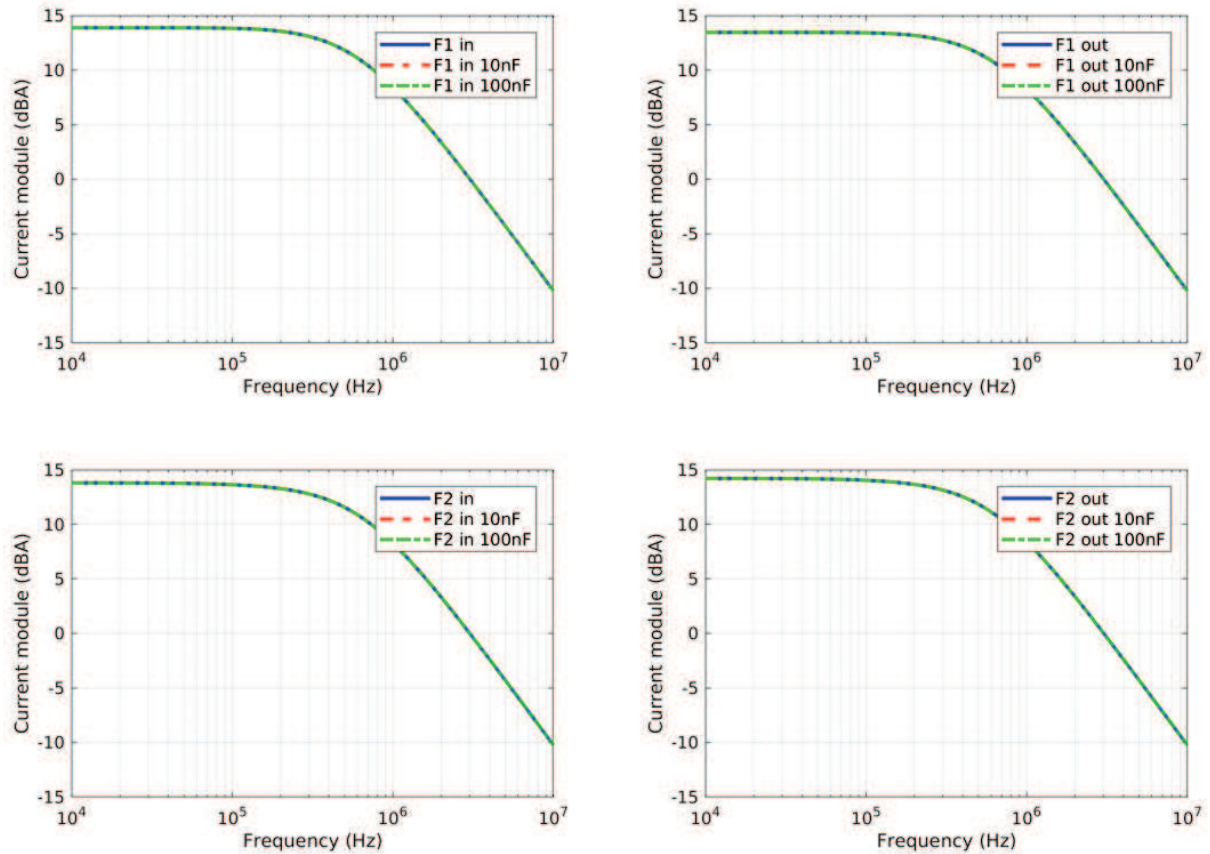 15
10
5
0
-5
-10
-15
Current module (dBA)
F1 in
F1 in 10nF
F1 in 100nF
10^4
10^5
10^6
10^7
Frequency (Hz)
15
10
5
0
-5
-10
-15
Current module (dBA)
F1 out
F1 out 10nF
F1 out 100nF
10^4
10^5
10^6
10^7
Frequency (Hz)
15
10
5
0
-5
-10
-15
Current module (dBA)
F2 in
F2 in 10nF
F2 in 100nF
10^4
10^5
10^6
10^7
Frequency (Hz)
15
10
5
0
-5
-10
-15
Current module (dBA)
F2 out
F2 out 10nF
F2 out 100nF
10^4
10^5
10^6
10^7
Frequency (Hz)